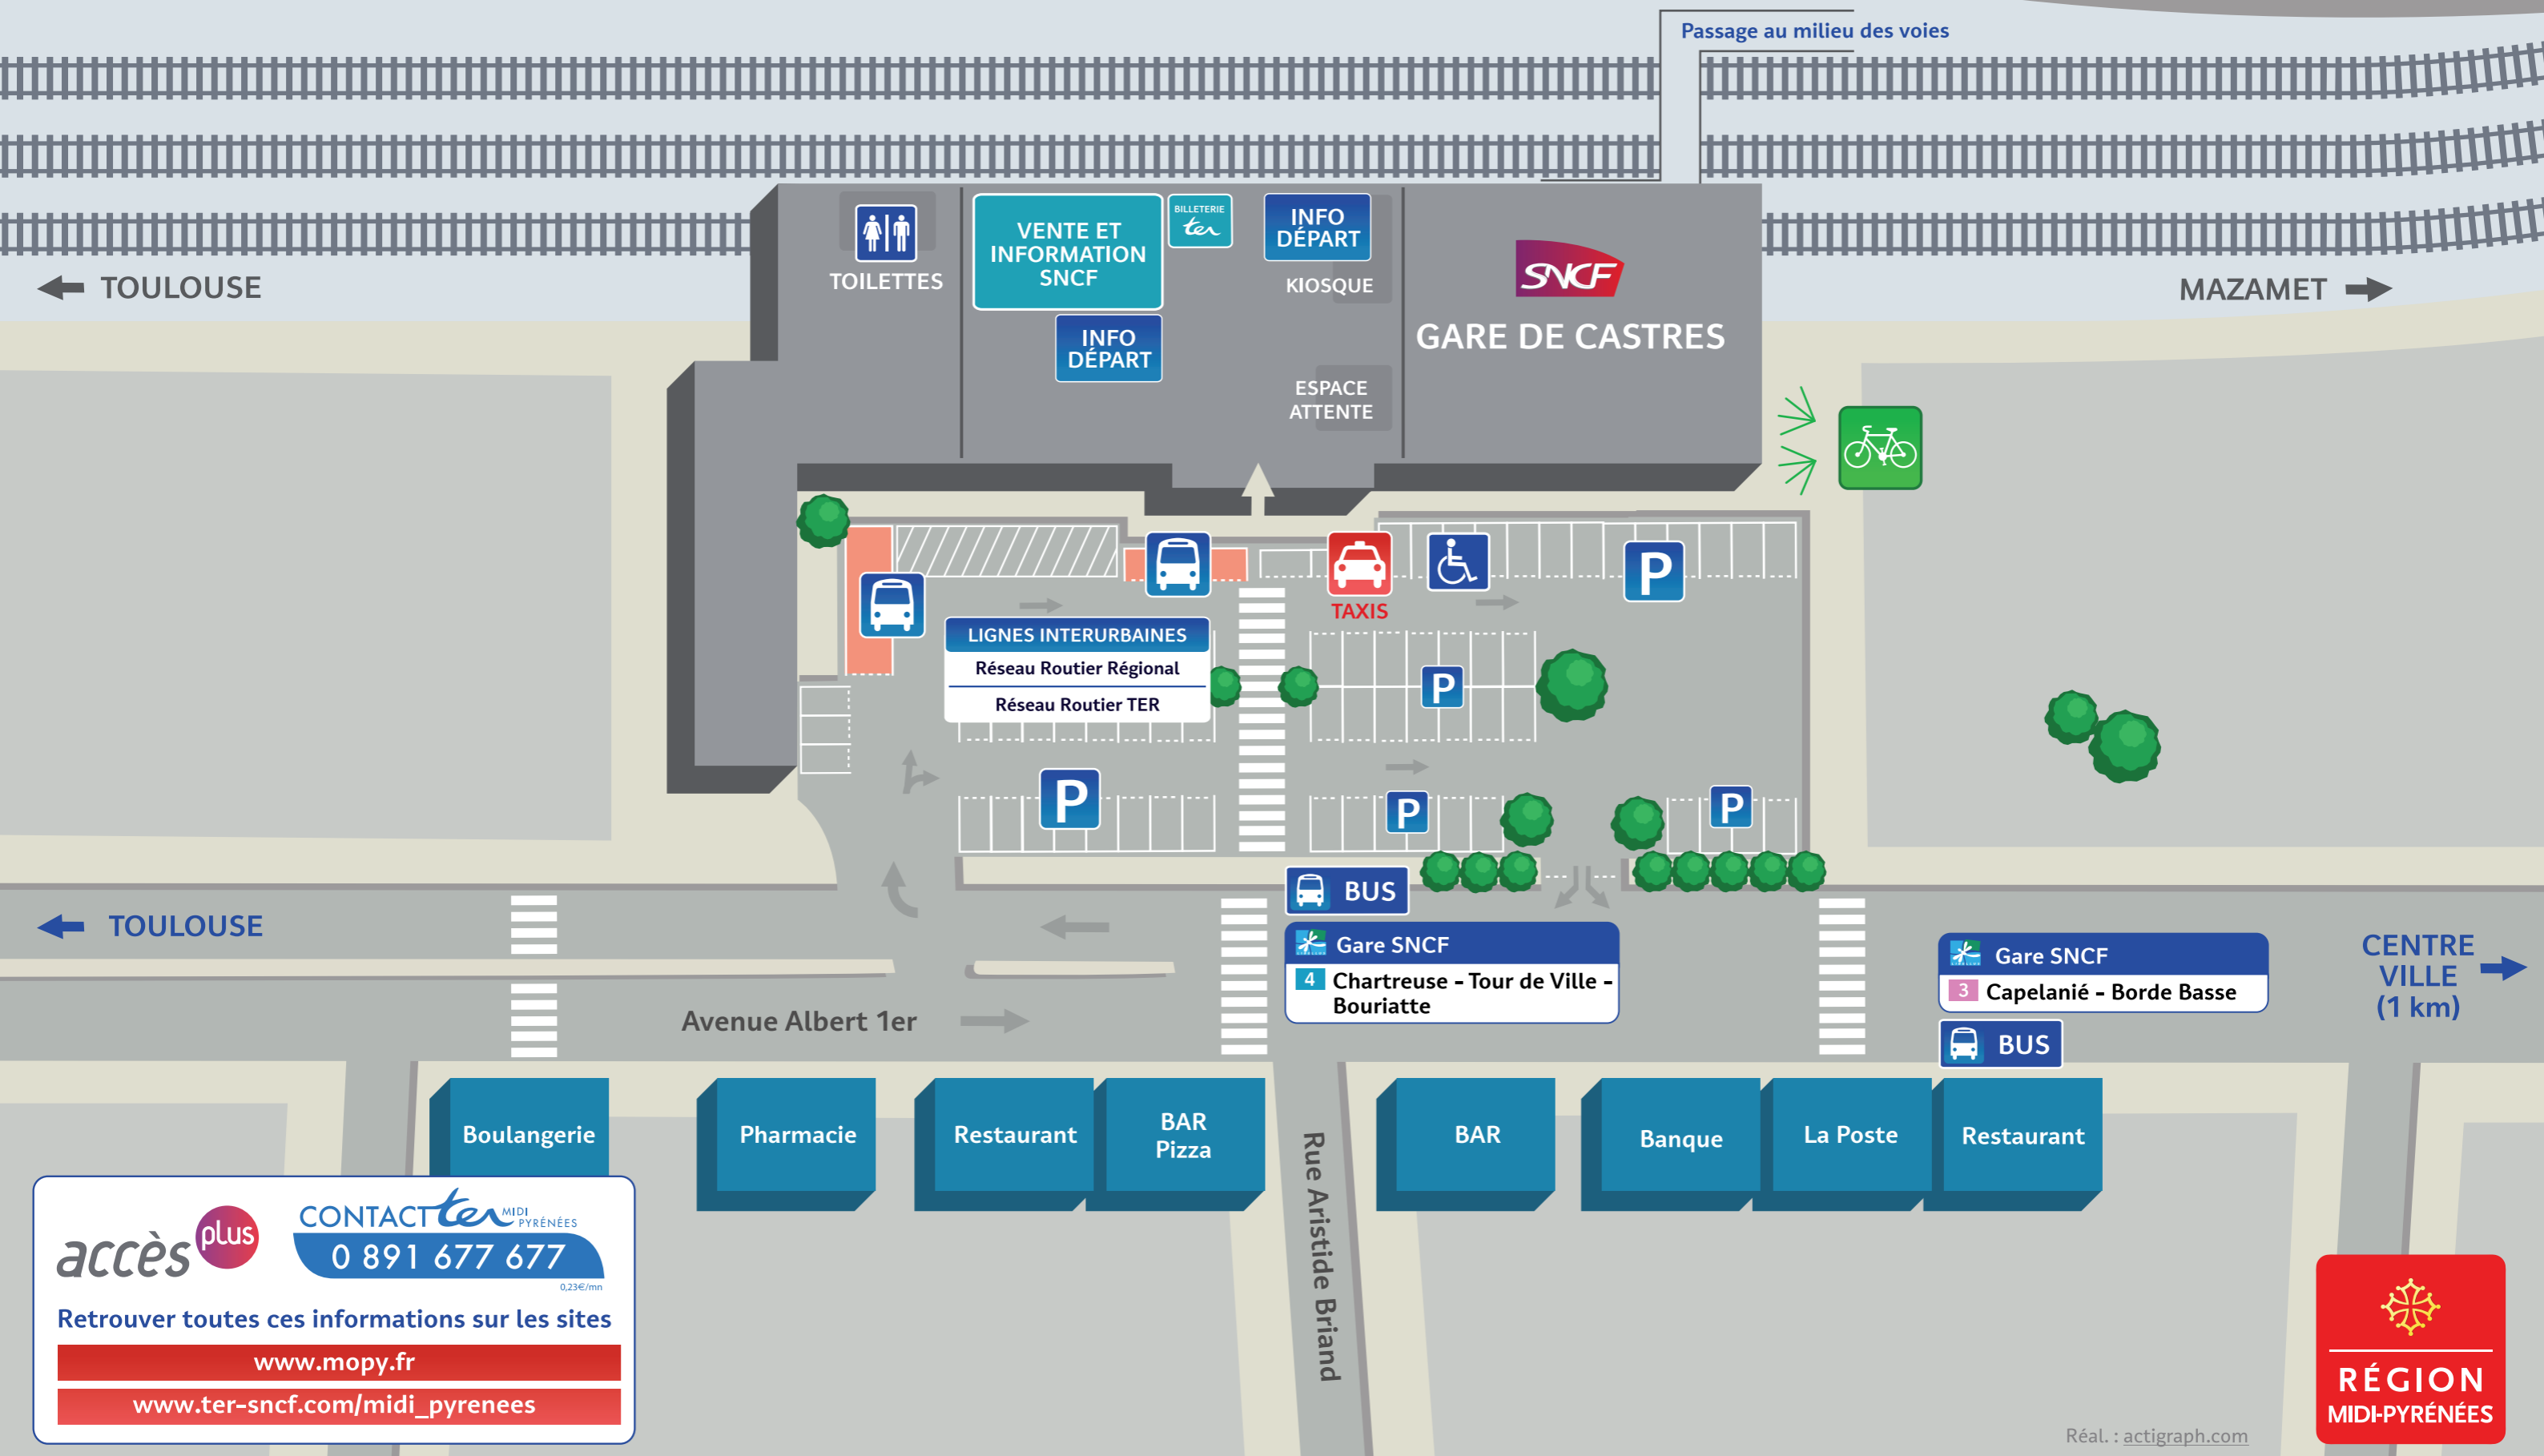 Passage au milieu des voies
TOILETTES
VENTE ET
INFORMATION
SNCF
BILLETERIE
ter
INFO
DÉPART
KIOSQUE
INFO
DÉPART
ESPACE
ATTENTE
SNCF
GARE DE CASTRES
TOULOUSE
MAZAMET
TAXIS
P
LIGNES INTERURBAINES
Réseau Routier Régional
Réseau Routier TER
P
P
P
P
BUS
Gare SNCF
4 Chartreuse - Tour de Ville -
Bouriatte
TOULOUSE
Avenue Albert 1er
Gare SNCF
3 Capelanié - Borde Basse
BUS
CENTRE
VILLE
(1 km)
Boulangerie
Pharmacie
Restaurant
BAR
Pizza
BAR
Banque
La Poste
Restaurant
Rue Aristide Briand
accès plus
CONTACT ter MIDI
PYRÉNÉES
0 891 677 677
0,23€/mn
Retrouver toutes ces informations sur les sites
www.mopy.fr
www.ter-sncf.com/midi_pyrenees
RÉGION
MIDI-PYRÉNÉES
Réal. : actigraph.com